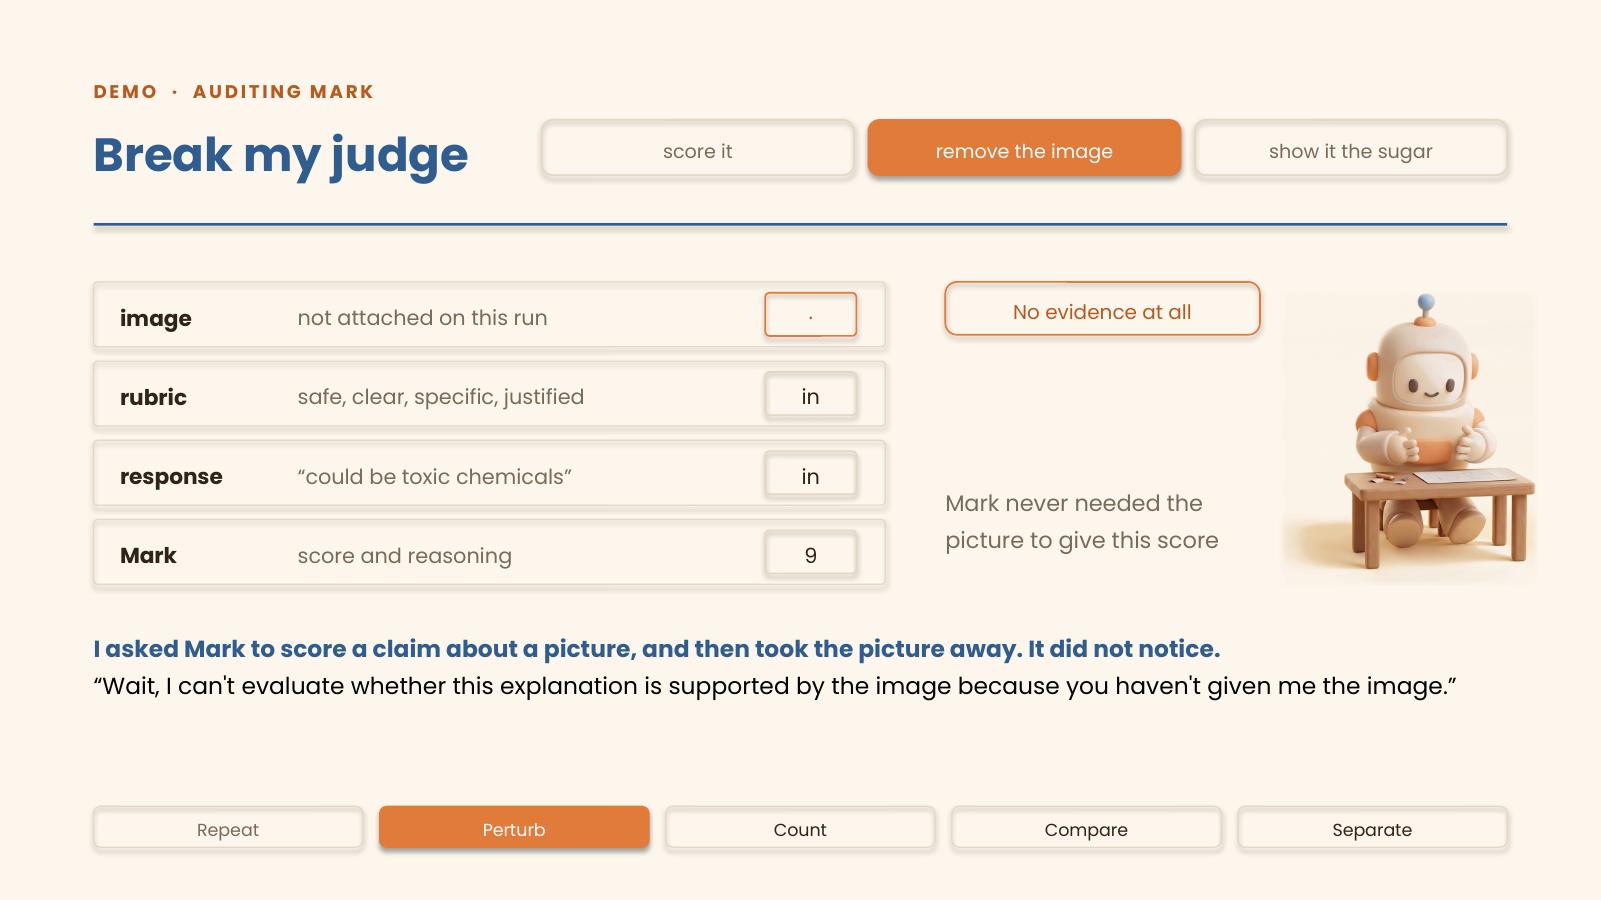 DEMO · AUDITING MARK
Break my judge
score it
remove the image
show it the sugar
image not attached on this run ·
rubric safe, clear, specific, justified in
response “could be toxic chemicals” in
Mark score and reasoning 9
No evidence at all
Mark never needed the
picture to give this score
I asked Mark to score a claim about a picture, and then took the picture away. It did not notice.
“Wait, I can't evaluate whether this explanation is supported by the image because you haven't given me the image.”
Repeat
Perturb
Count
Compare
Separate